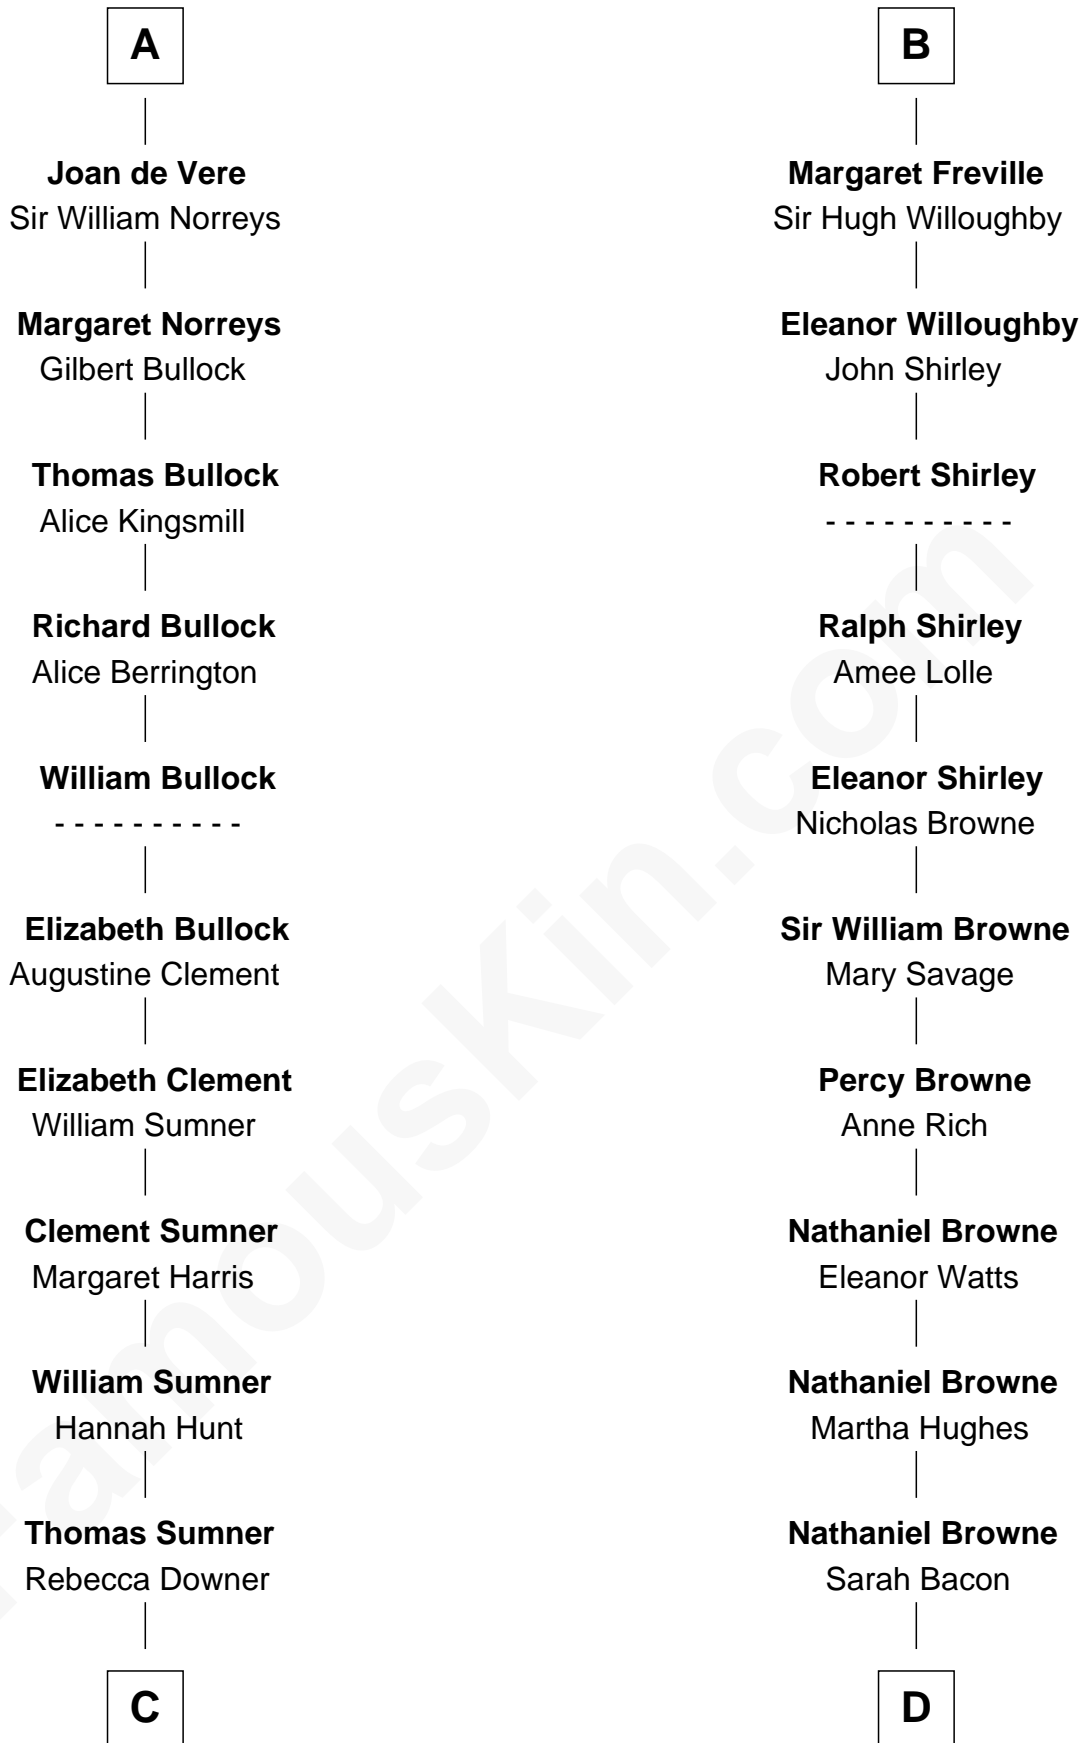 A
Joan de Vere
Sir William Norreys
Margaret Norreys
Gilbert Bullock
Thomas Bullock
Alice Kingsmill
Richard Bullock
Alice Berrington
William Bullock
- - - - - - - - - -
Elizabeth Bullock
Augustine Clement
Elizabeth Clement
William Sumner
Clement Sumner
Margaret Harris
William Sumner
Hannah Hunt
Thomas Sumner
Rebecca Downer
C
B
Margaret Freville
Sir Hugh Willoughby
Eleanor Willoughby
John Shirley
Robert Shirley
- - - - - - - - - -
Ralph Shirley
Amee Lolle
Eleanor Shirley
Nicholas Browne
Sir William Browne
Mary Savage
Percy Browne
Anne Rich
Nathaniel Browne
Eleanor Watts
Nathaniel Browne
Martha Hughes
Nathaniel Browne
Sarah Bacon
D
FamousKin.com